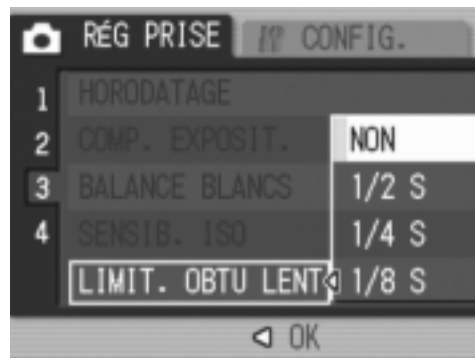 RÉG PRISE CONFIG.
1 HORODATAGE
2 COMP. EXPOSIT. NON
3 BALANCE BLANCS 1/2 S
4 SENSIB. ISO 1/4 S
LIMIT. OBTU LENT 1/8 S
OK